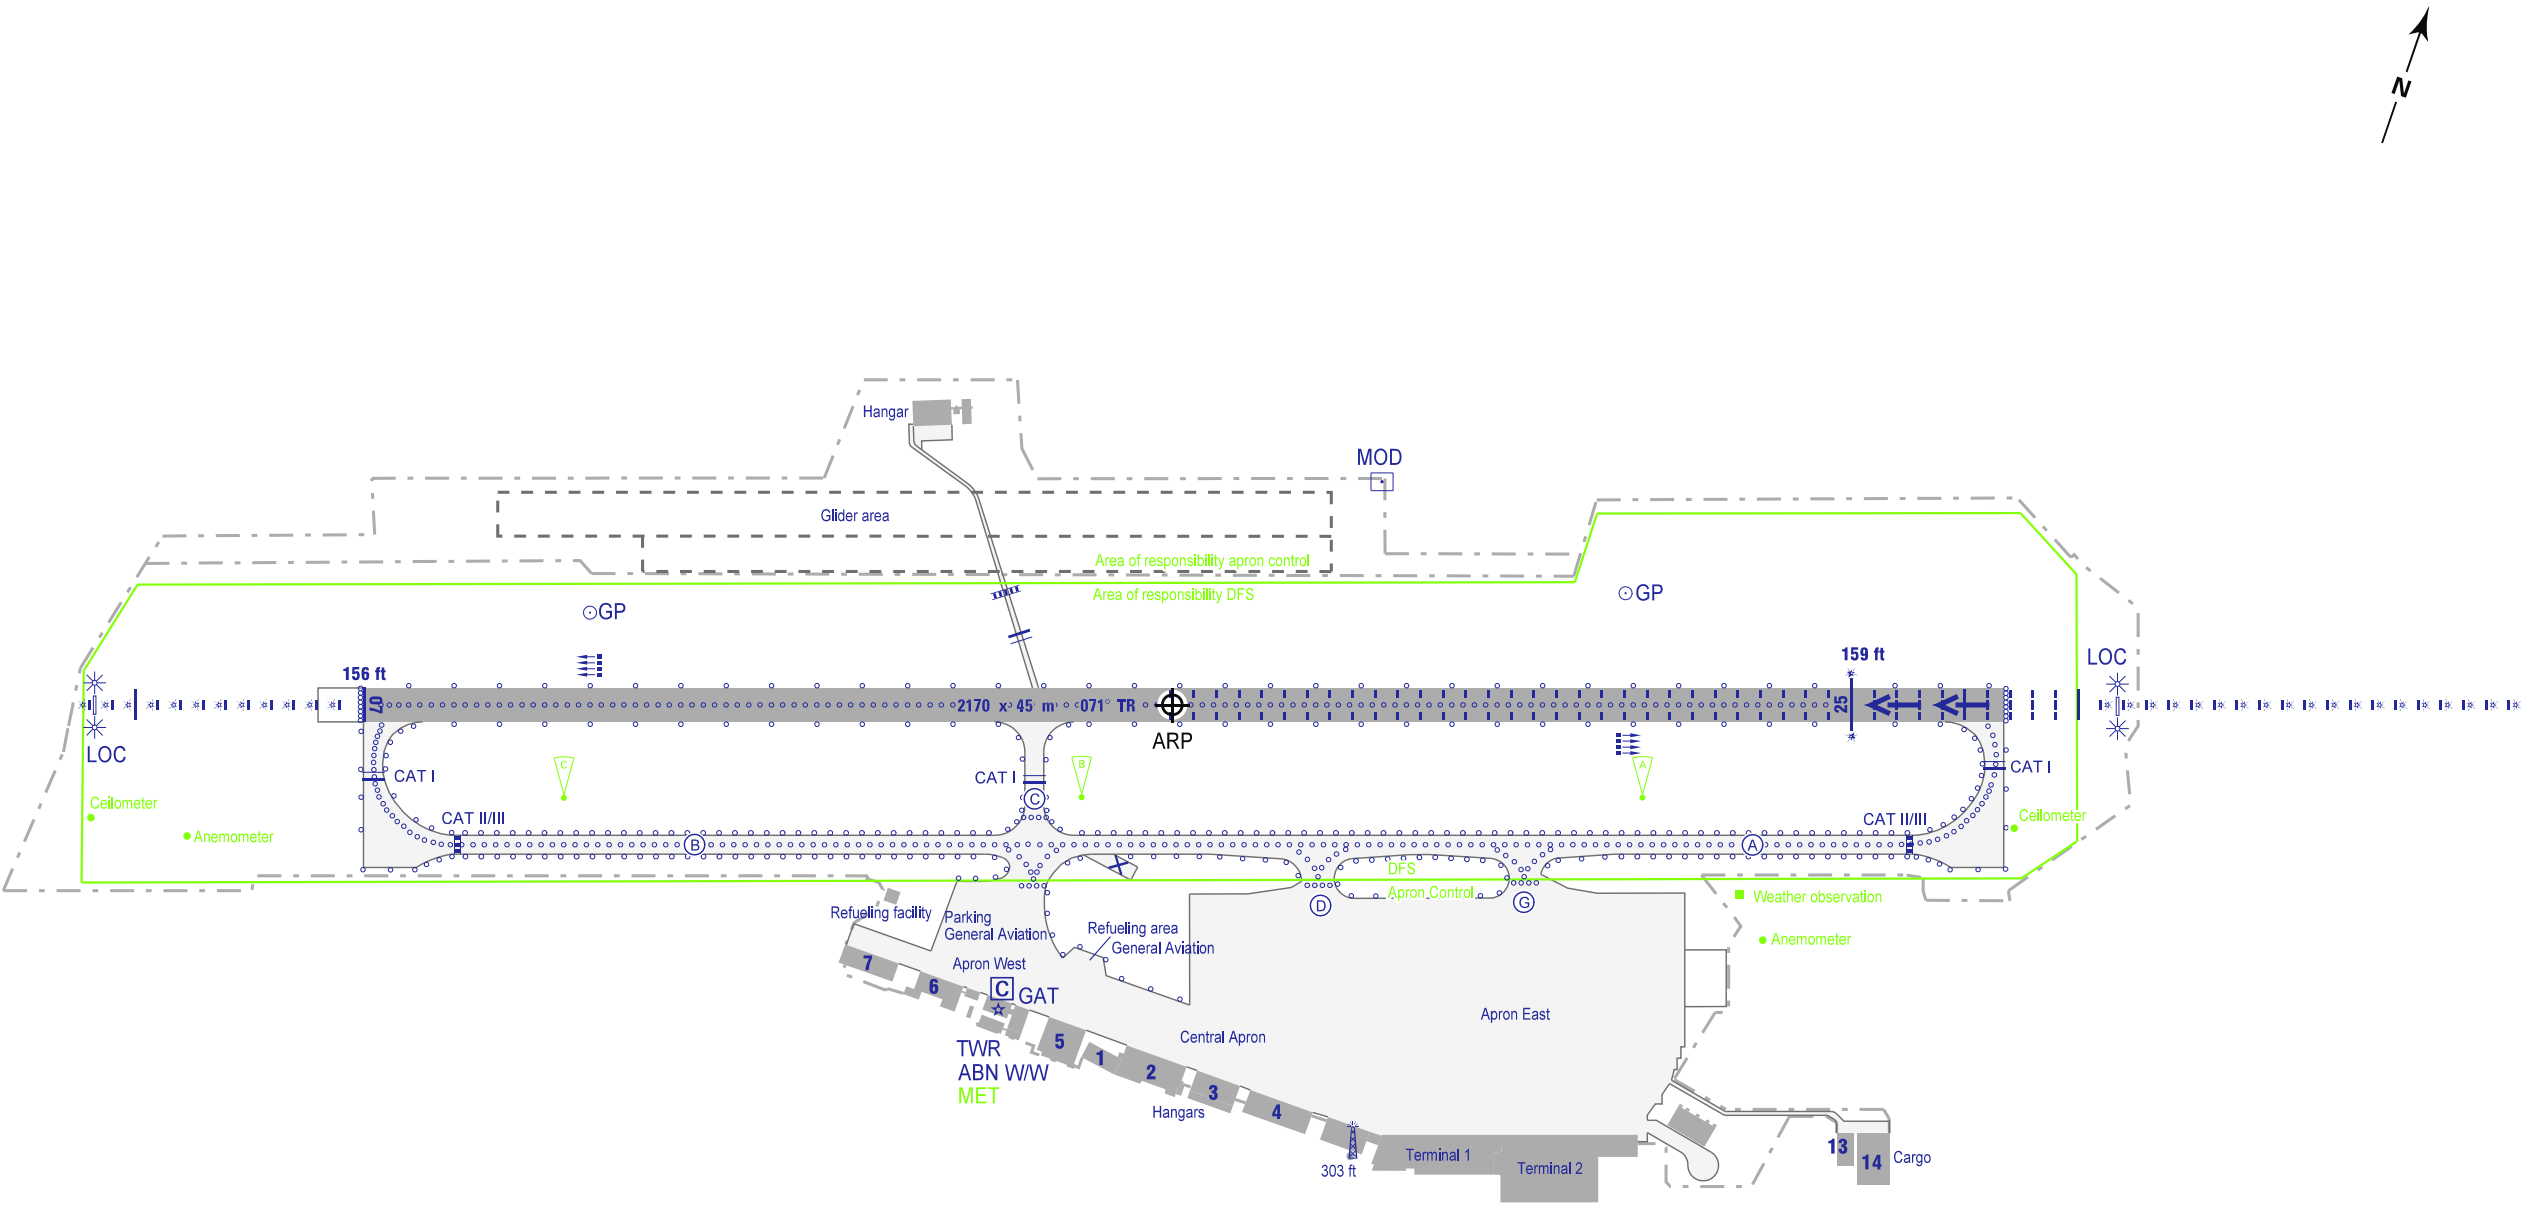 N
Hangar
MOD
Glider area
Area of responsibility apron control
Area of responsibility DFS
GP
GP
156 ft
159 ft
LOC
07
2170 x 45 m 071° TR
25
ARP
LOC
CAT I
C
CAT I
B
A
CAT I
Ceilometer
C
Ceilometer
CAT II/III
CAT II/III
Anemometer
B
A
X
DFS
Apron Control
Weather observation
D
G
Refueling facility
Parking
General Aviation
Refueling area
General Aviation
Anemometer
7
Apron West
6
C
GAT
Apron East
Central Apron
5
TWR
ABN W/W
MET
1
2
3
4
Hangars
303 ft
Terminal 1
Terminal 2
13
14
Cargo